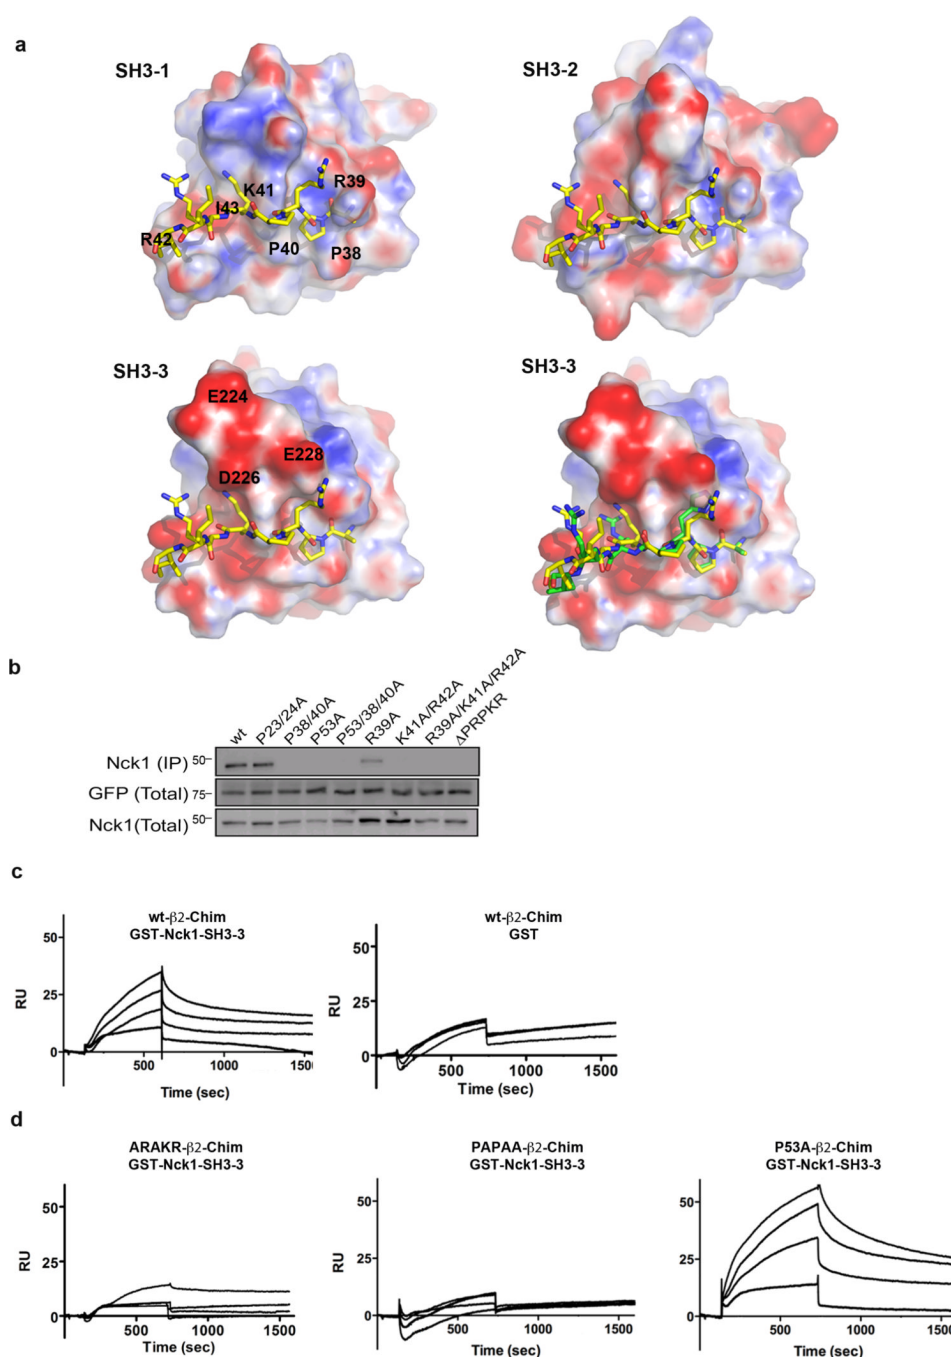 a
SH3-1
SH3-2
K41
R39
I43
R42
P40
P38
SH3-3
SH3-3
E224
E228
D226
b
wt
P23/24A
P38/40A
P53A
P53/38/40A
R39A
K41A/R42A
R39A/K41A/R42A
ΔPRPKR
Nck1 (IP) 50
GFP (Total) 75
Nck1(Total) 50
c
wt-β2-Chim
GST-Nck1-SH3-3
wt-β2-Chim
GST
50
25
0
RU
500 1000 1500
Time (sec)
50
25
0
RU
500 1000 1500
Time (sec)
d
ARAKR-β2-Chim
GST-Nck1-SH3-3
PAPAA-β2-Chim
GST-Nck1-SH3-3
P53A-β2-Chim
GST-Nck1-SH3-3
50
25
0
RU
500 1000 1500
Time (sec)
50
25
0
RU
500 1000 1500
Time (sec)
50
25
0
RU
500 1000 1500
Time (sec)